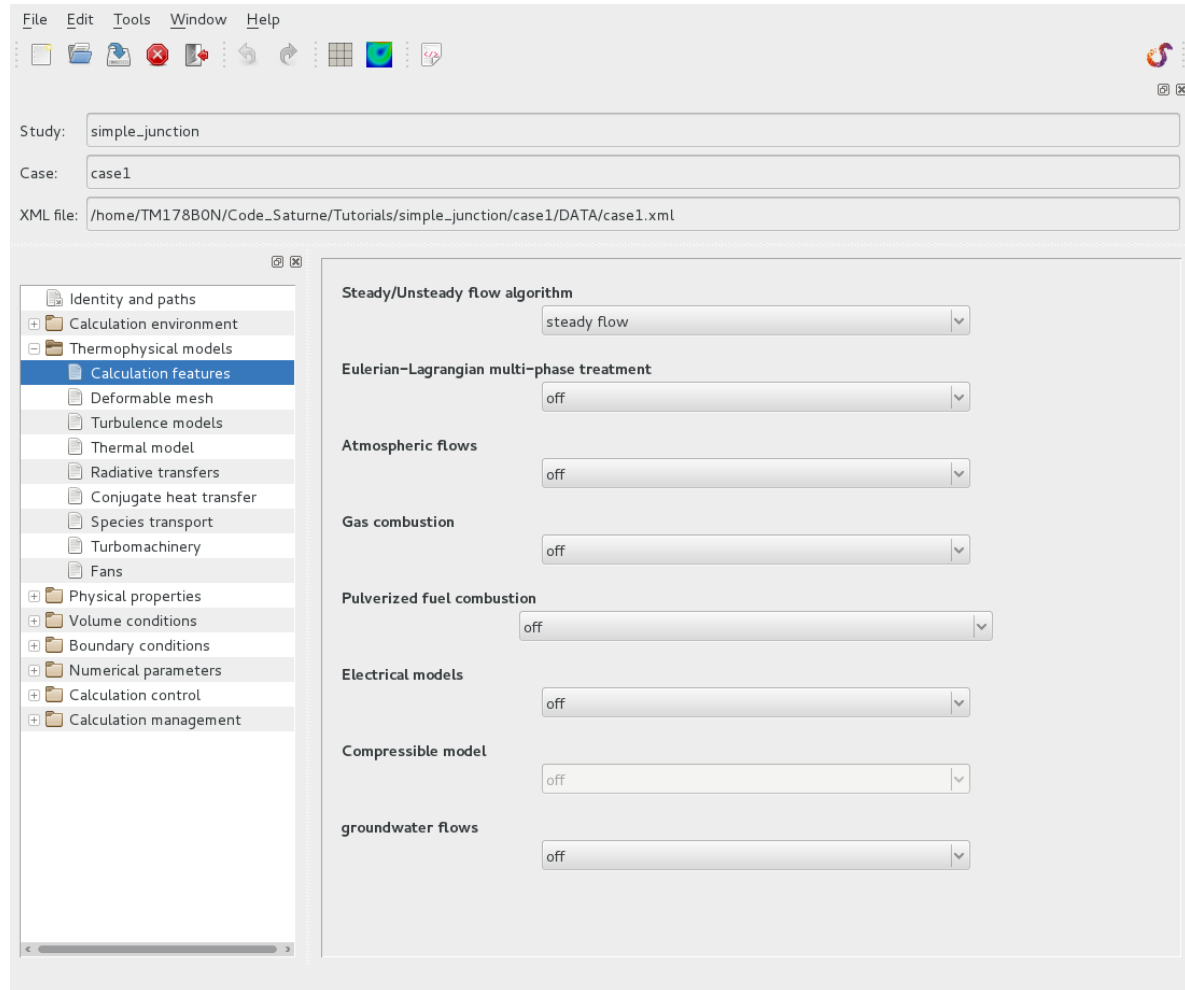 File Edit Tools Window Help
Study: simple_junction
Case: case1
XML file: /home/TM178B0N/Code_Saturne/Tutorials/simple_junction/case1/DATA/case1.xml
Identity and paths
Calculation environment
Thermophysical models
Calculation features
Deformable mesh
Turbulence models
Thermal model
Radiative transfers
Conjugate heat transfer
Species transport
Turbomachinery
Fans
Physical properties
Volume conditions
Boundary conditions
Numerical parameters
Calculation control
Calculation management
Steady/Unsteady flow algorithm
steady flow
Eulerian-Lagrangian multi-phase treatment
off
Atmospheric flows
off
Gas combustion
off
Pulverized fuel combustion
off
Electrical models
off
Compressible model
off
groundwater flows
off